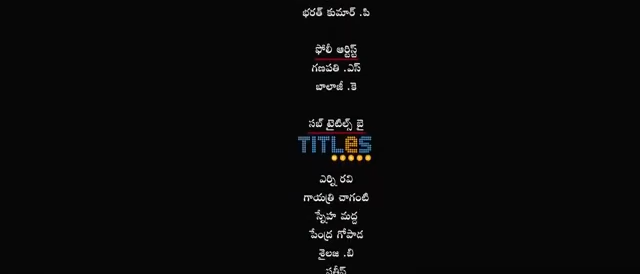 భరత్ కుమార్ .పి
ఫోలీ ఆర్టిస్ట్
గణపతి .ఎస్
బాలాజీ .కె
సబ్ టైటిల్స్ బై
TITLeS
ఎర్ని రవి
గాయత్రి చాగంటి
స్నేహ మద్ద
పేంద్ర గోపాద
శైలజ .బి